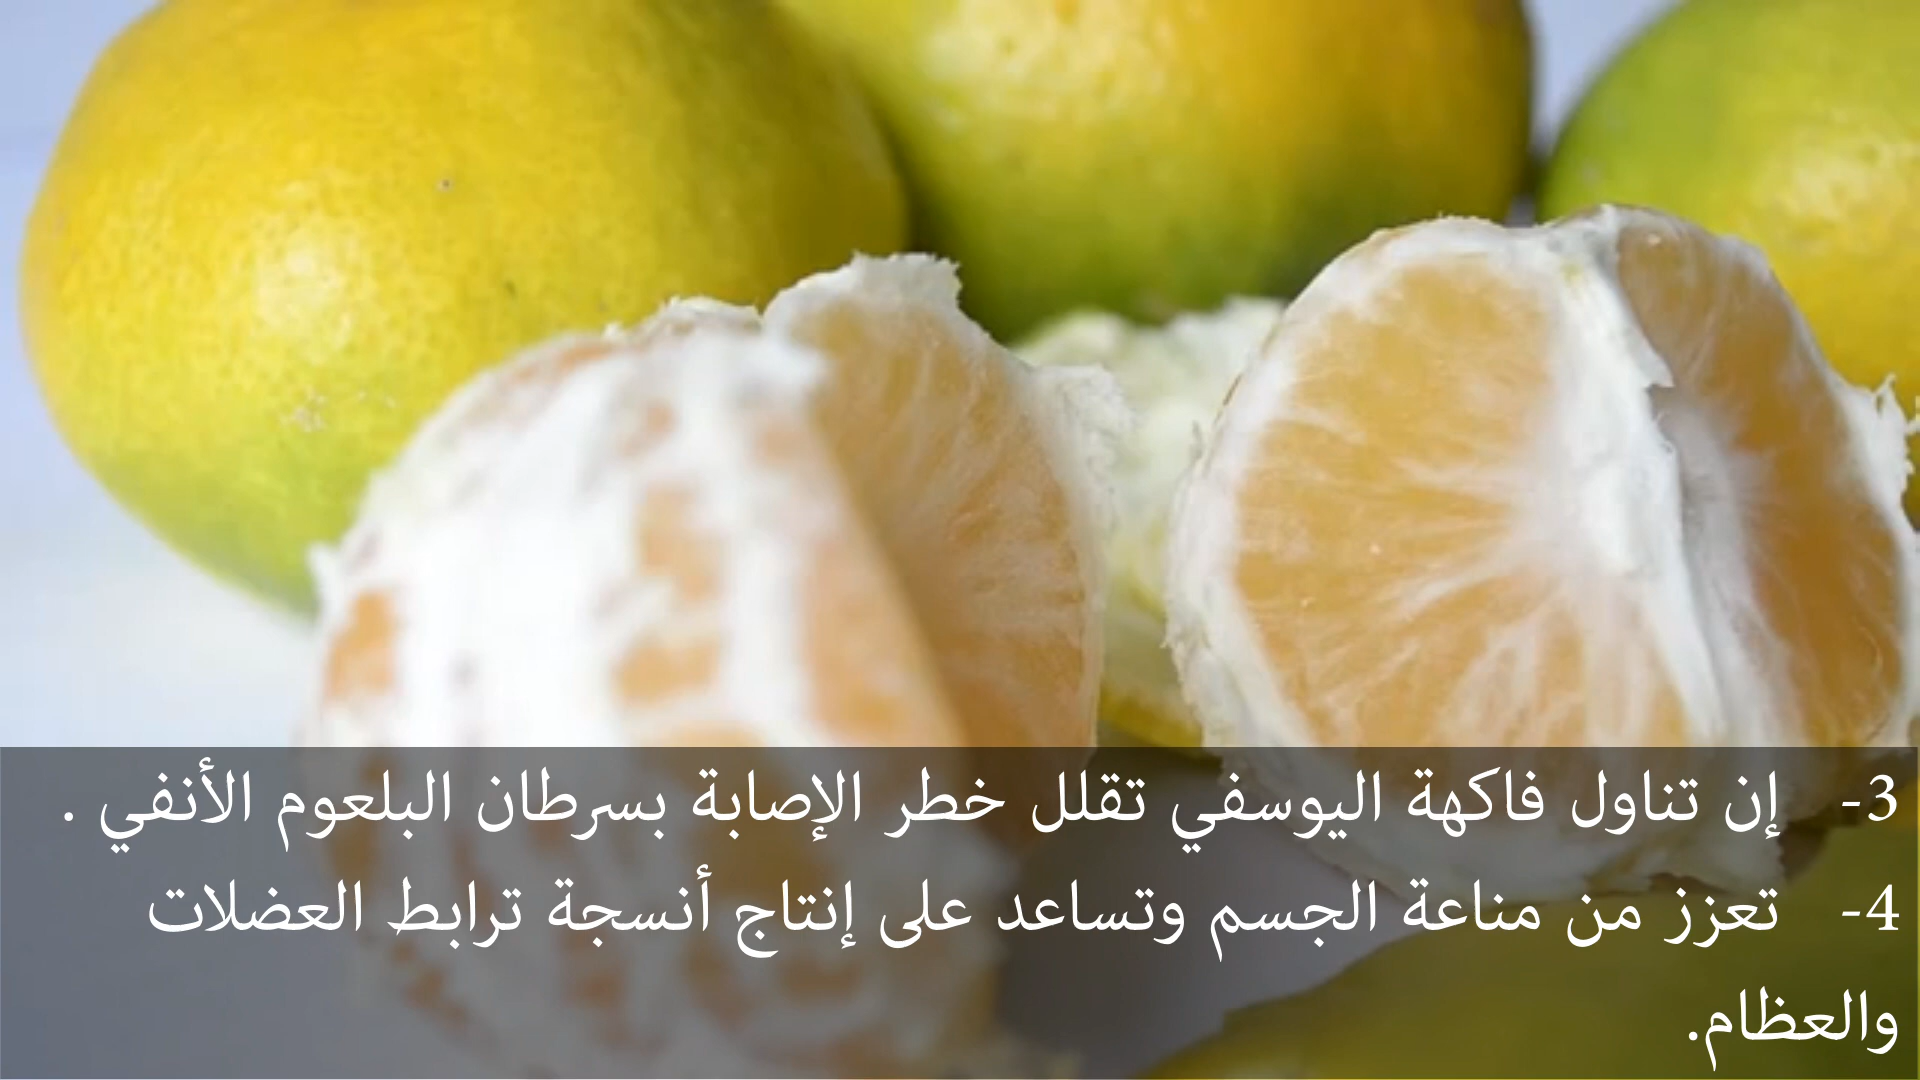 3- إن تناول فاكهة اليوسفي تقلل خطر الإصابة بسرطان البلعوم الأنفي .
4- تعزز من مناعة الجسم وتساعد على إنتاج أنسجة ترابط العضلات
والعظام.